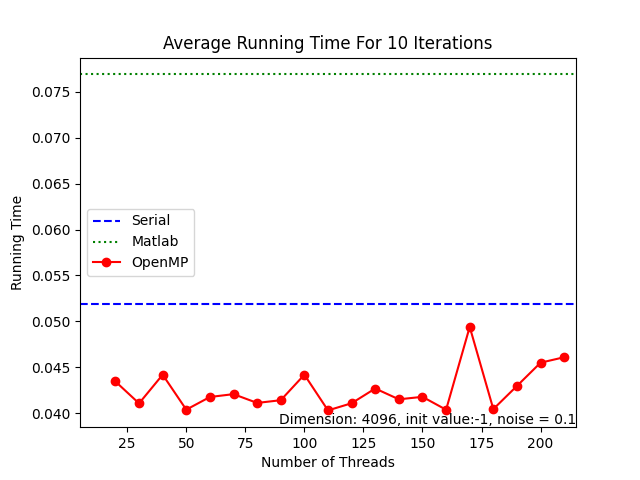 Average Running Time For 10 Iterations
0.075
0.070
0.065
0.060
0.055
0.050
0.045
0.040
Running Time
Serial
Matlab
OpenMP
Dimension: 4096, init value:-1, noise = 0.1
25 50 75 100 125 150 175 200
Number of Threads